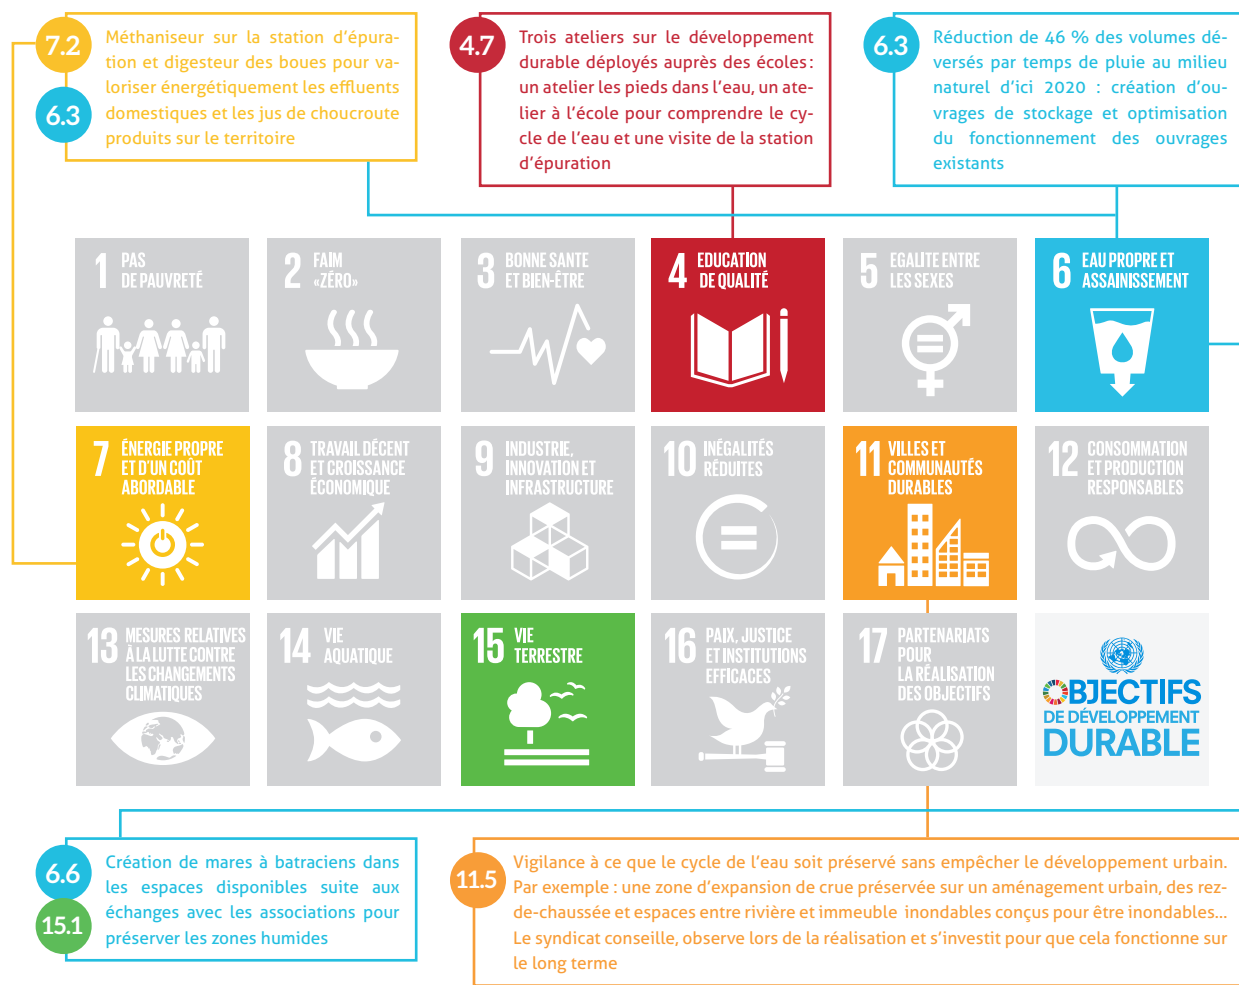 7.2
6.3
Méthaniseur sur la station d'épura-
tion et digesteur des boues pour va-
loriser énergétiquement les effluents
domestiques et les jus de choucroute
produits sur le territoire
4.7
Trois ateliers sur le développement
durable déployés auprès des écoles :
un atelier les pieds dans l'eau, un ate-
lier à l'école pour comprendre le cy-
cle de l'eau et une visite de la station
d'épuration
6.3
Réduction de 46 % des volumes dé-
versés par temps de pluie au milieu
naturel d'ici 2020 : création d'ou-
vrages de stockage et optimisation
du fonctionnement des ouvrages
existants
1 PAS
DE PAUVRETÉ
2 FAIM
«ZÉRO»
3 BONNE SANTE
ET BIEN-ÊTRE
4 EDUCATION
DE QUALITÉ
5 EGALITE ENTRE
LES SEXES
6 EAU PROPRE ET
ASSAINISSEMENT
7 ÉNERGIE PROPRE
ET D'UN COÛT
ABORDABLE
8 TRAVAIL DÉCENT
ET CROISSANCE
ÉCONOMIQUE
9 INDUSTRIE,
INNOVATION ET
INFRASTRUCTURE
10 INÉGALITÉS
RÉDUITES
11 VILLES ET
COMMUNAUTÉS
DURABLES
12 CONSOMMATION
ET PRODUCTION
RESPONSABLES
13 MESURES RELATIVES
À LA LUTTE CONTRE
LES CHANGEMENTS
CLIMATIQUES
14 VIE
AQUATIQUE
15 VIE
TERRESTRE
16 PAIX, JUSTICE
ET INSTITUTIONS
EFFICACES
17 PARTENARIATS
POUR
LA RÉALISATION
DES OBJECTIFS
OBJECTIFS
DE DÉVELOPPEMENT
DURABLE
6.6
15.1
Création de mares à batraciens dans
les espaces disponibles suite aux
échanges avec les associations pour
préserver les zones humides
11.5
Vigilance à ce que le cycle de l'eau soit préservé sans empêcher le développement urbain.
Par exemple : une zone d'expansion de crue préservée sur un aménagement urbain, des rez-
de-chaussée et espaces entre rivière et immeuble inondables conçus pour être inondables...
Le syndicat conseille, observe lors de la réalisation et s'investit pour que cela fonctionne sur
le long terme